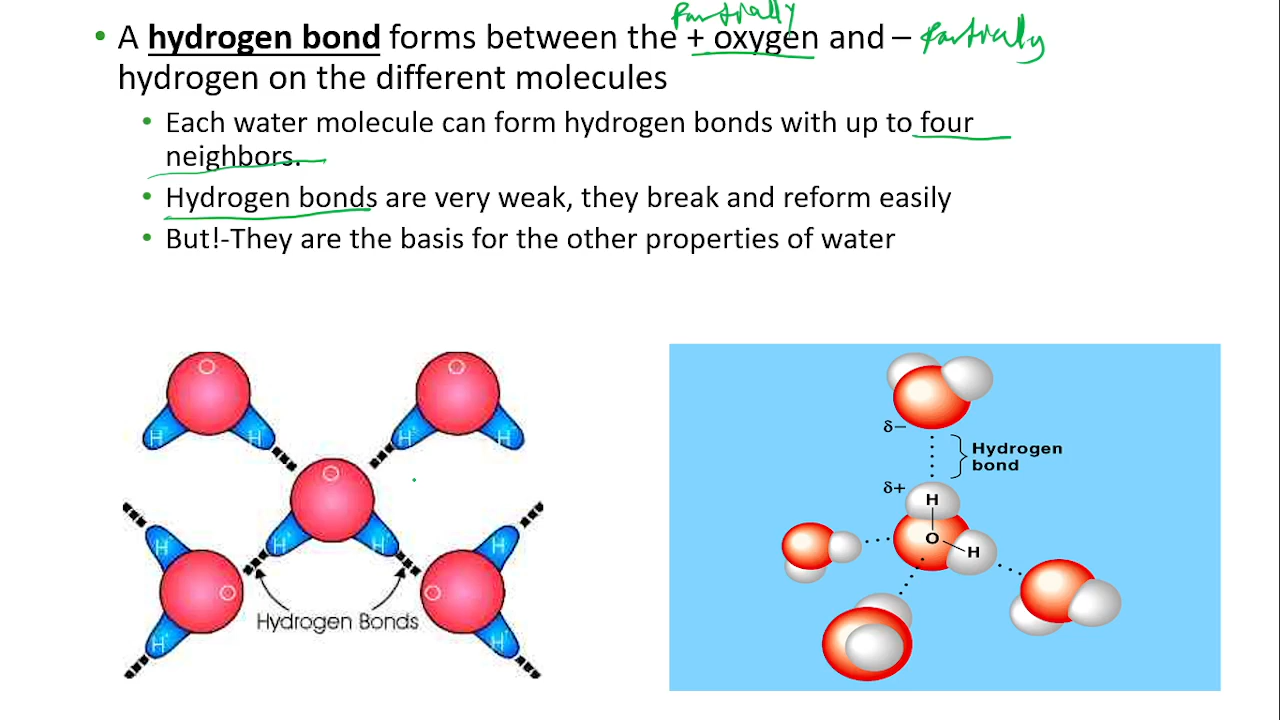 Partially
• A hydrogen bond forms between the + oxygen and – Partially
hydrogen on the different molecules
• Each water molecule can form hydrogen bonds with up to four
neighbors.
• Hydrogen bonds are very weak, they break and reform easily
• But!-They are the basis for the other properties of water
O
O
H⁺
H⁺
H⁺
H⁺
O
H⁺
H⁺
H⁺
H⁺
O
O
Hydrogen Bonds
H⁺
H⁺
δ–
Hydrogen
bond
δ+
H
O
H